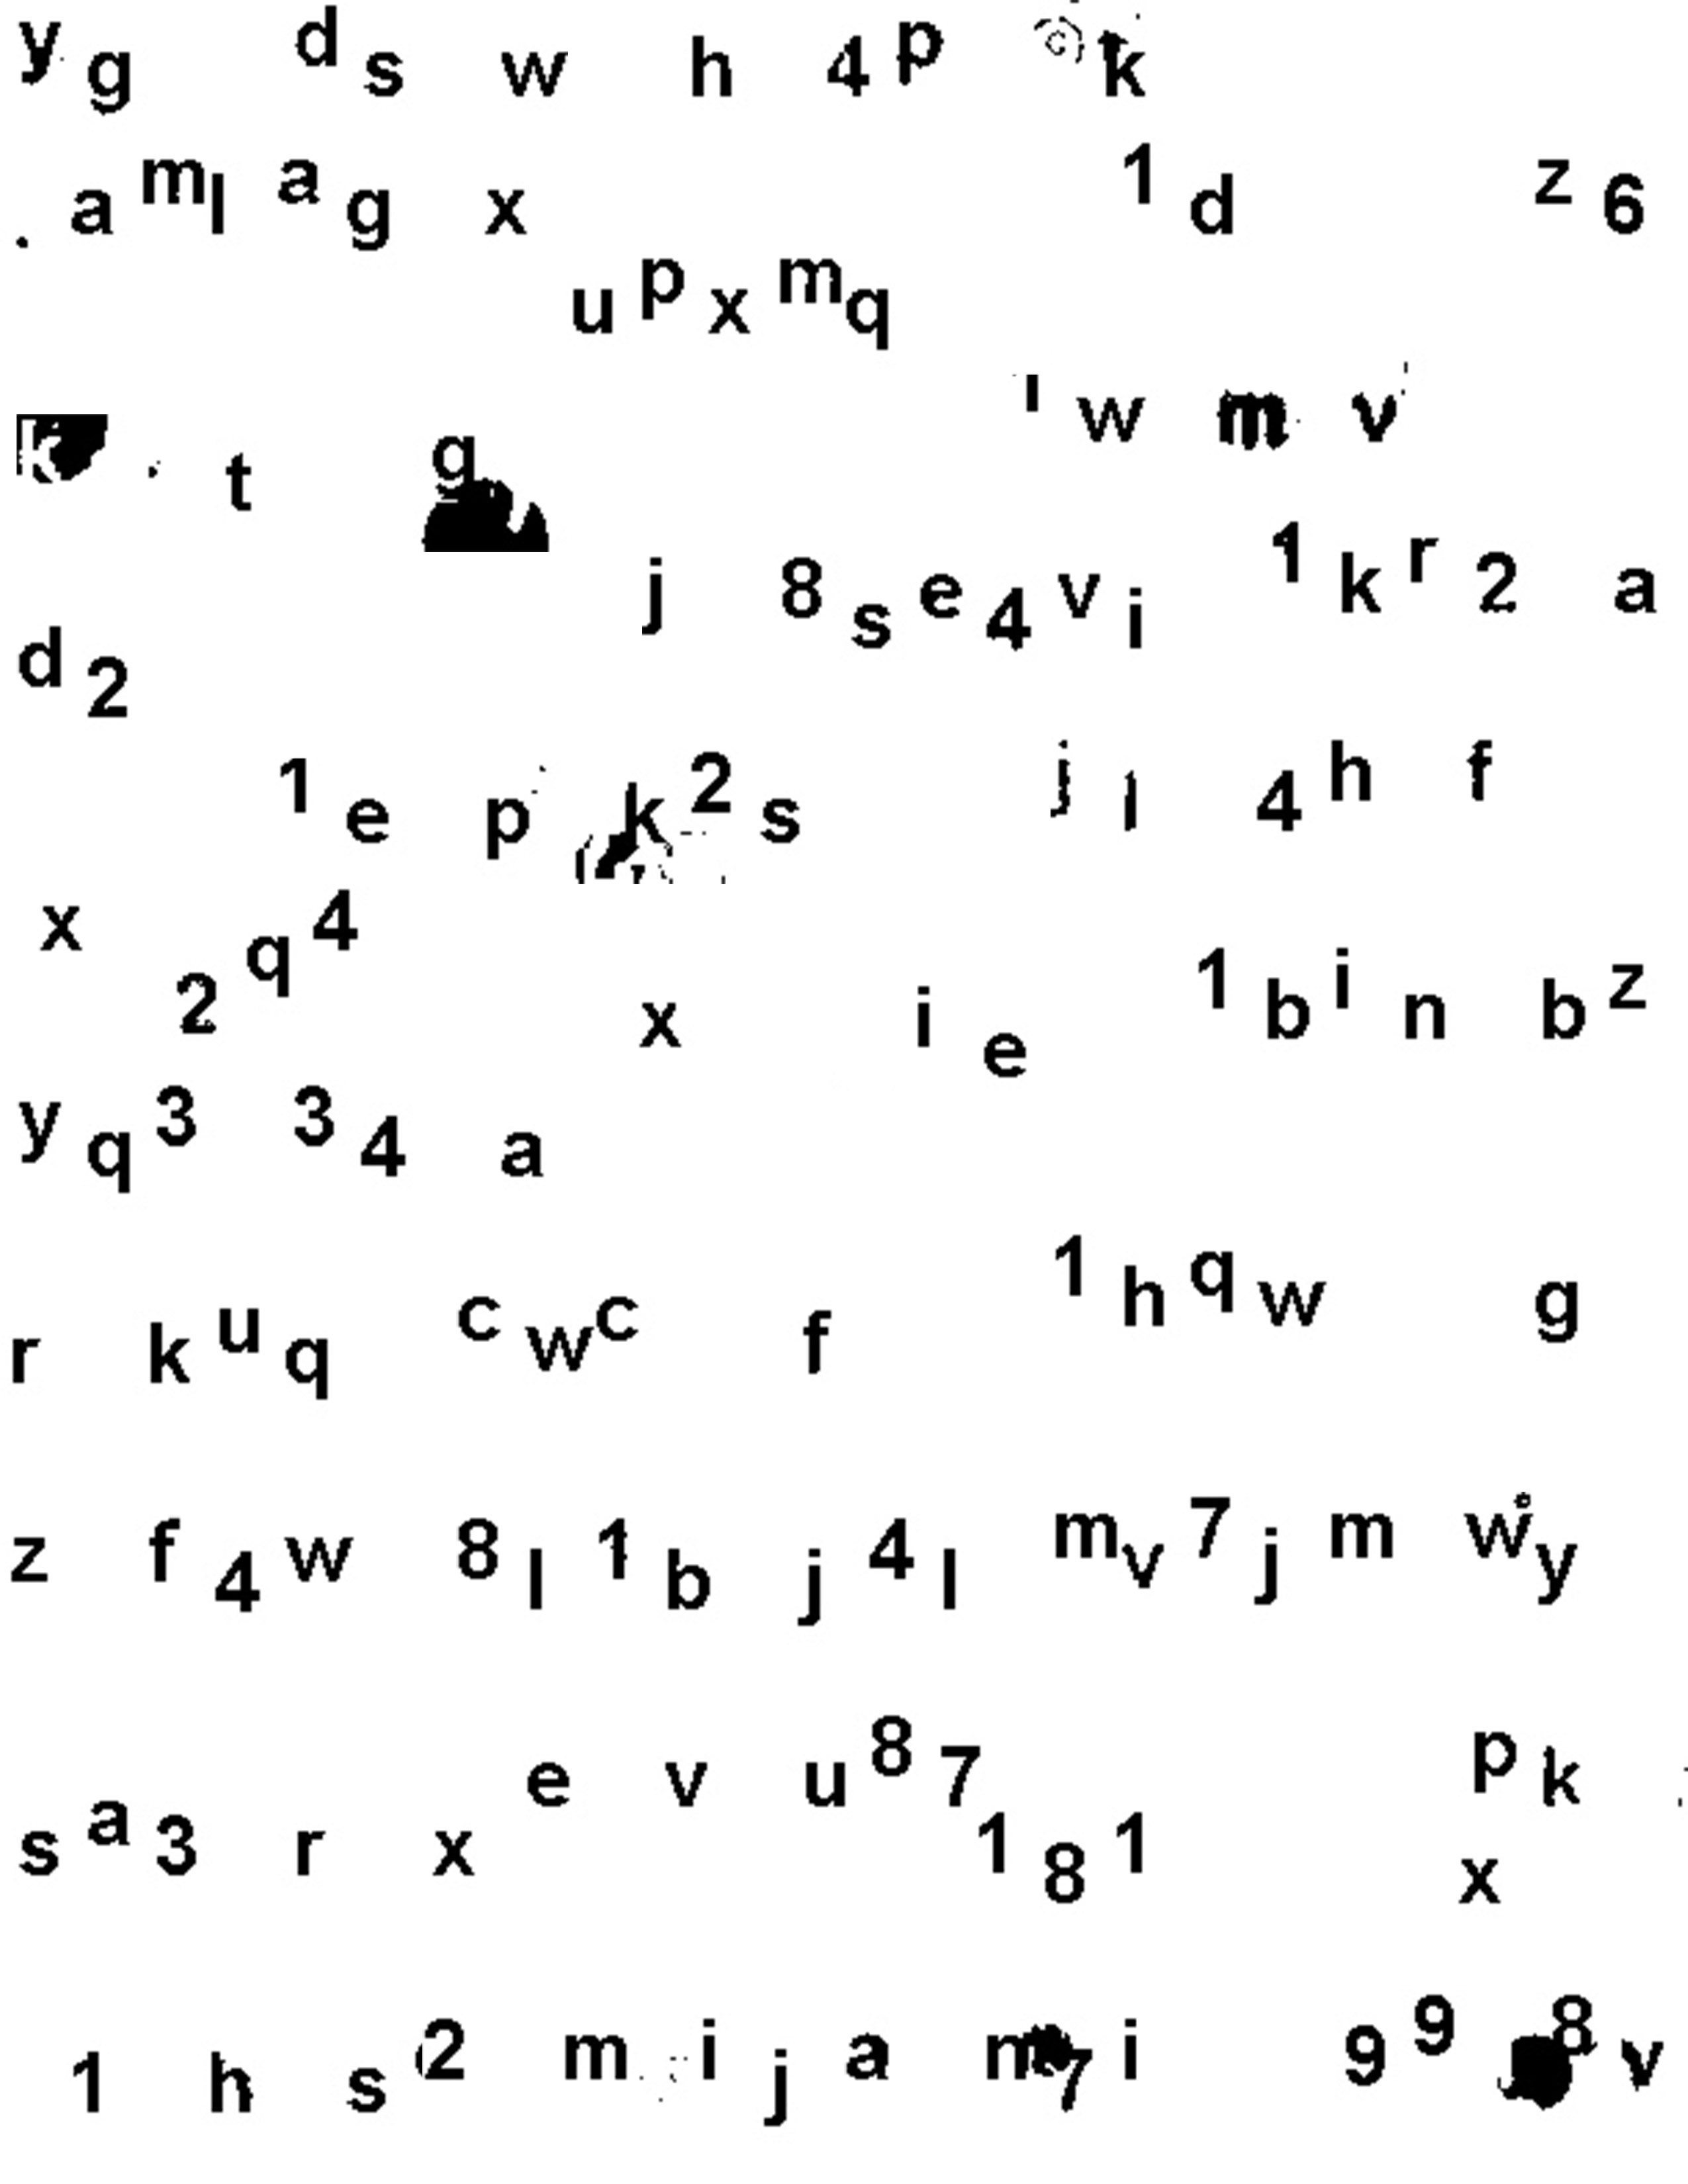 y g d s w h 4 p k
a m l a g x 1 d z 6
u p x m q
w m v
k t g
j 8 s e 4 v i 1 k r 2 a
d 2
1 e p k 2 s j l 4 h f
x 2 q 4
x i e 1 b i n b z
y q 3 3 4 a
r k u q c w c f 1 h q w g
z f 4 w 8 l 1 b j 4 l m v 7 j m w y
e v u 8 7 p k
s a 3 r x 1 8 1 x
1 h s 2 m i j a m 7 i 9 9 8 v